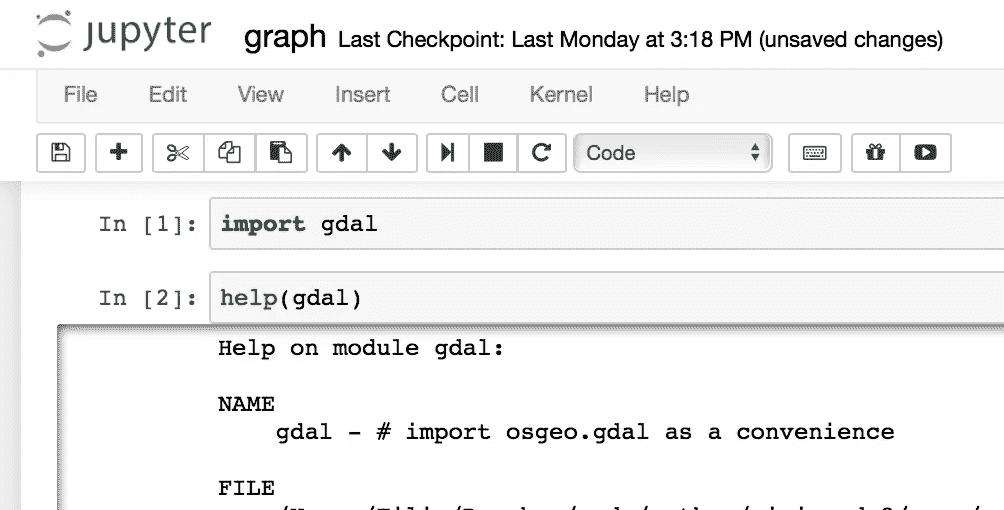 jupyter graph Last Checkpoint: Last Monday at 3:18 PM (unsaved changes)
File Edit View Insert Cell Kernel Help
Code
In [1]: import gdal
In [2]: help(gdal)
Help on module gdal:
NAME
gdal - # import osgeo.gdal as a convenience
FILE